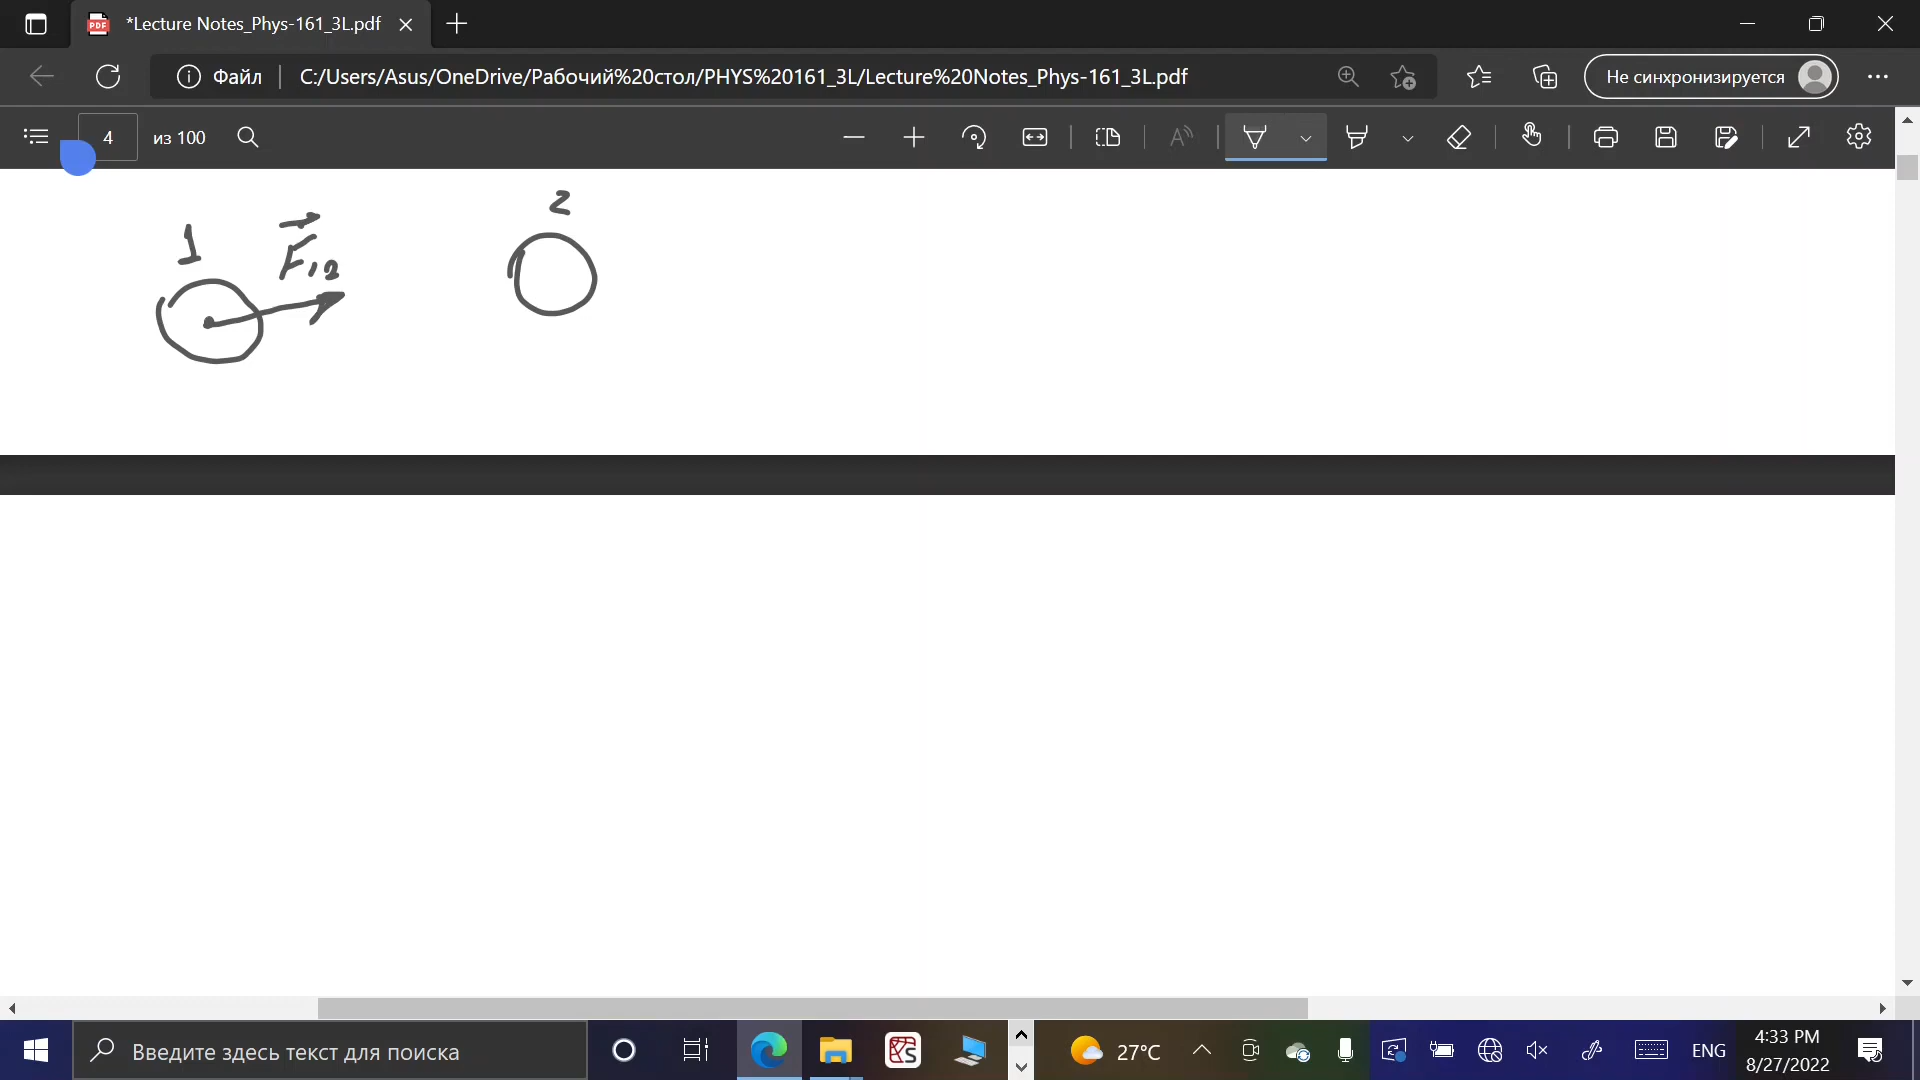 *Lecture Notes_Phys-161_3L.pdf
Файл C:/Users/Asus/OneDrive/Рабочий%20стол/PHYS%20161_3L/Lecture%20Notes_Phys-161_3L.pdf Не синхронизируется
4 из 100
2
1 F⃗₁₂
Введите здесь текст для поиска 27°C ENG 4:33 PM
8/27/2022